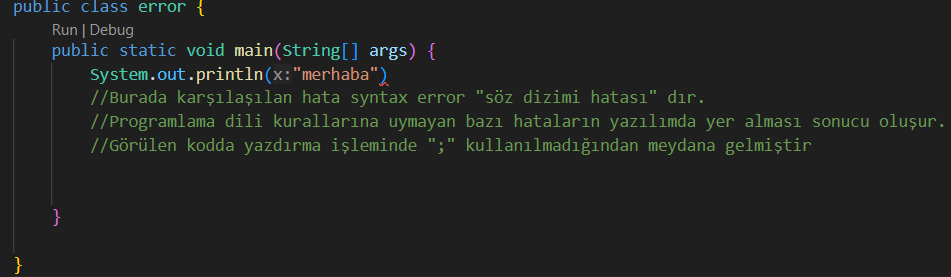 public class error {
Run | Debug
public static void main(String[] args) {
System.out.println(x:"merhaba")
//Burada karşılaşılan hata syntax error "söz dizimi hatası" dır.
//Programlama dili kurallarına uymayan bazı hataların yazılımda yer alması sonucu oluşur.
//Görülen kodda yazdırma işleminde ";" kullanılmadığından meydana gelmiştir
}
}